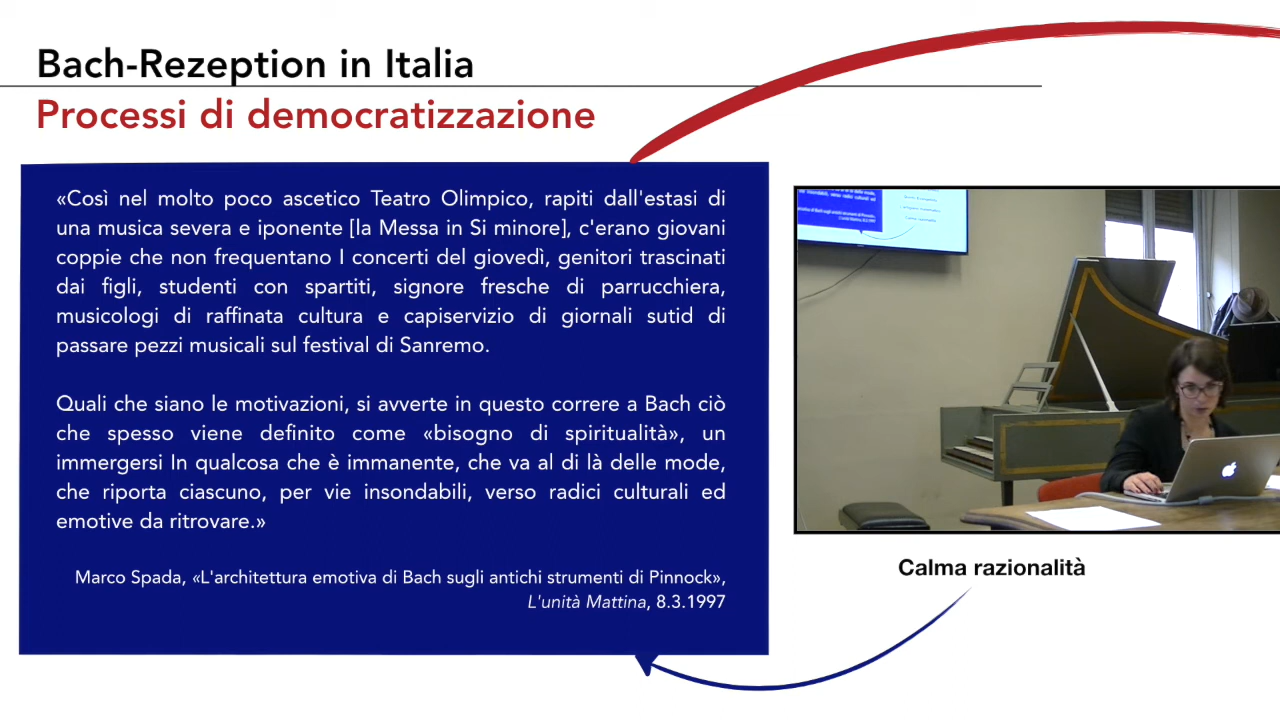 Bach-Rezeption in Italia
Processi di democratizzazione
«Così nel molto poco ascetico Teatro Olimpico, rapiti dall'estasi di
una musica severa e iponente [la Messa in Si minore], c'erano giovani
coppie che non frequentano I concerti del giovedì, genitori trascinati
dai figli, studenti con spartiti, signore fresche di parrucchiera,
musicologi di raffinata cultura e capiservizio di giornali sutid di
passare pezzi musicali sul festival di Sanremo.
Quali che siano le motivazioni, si avverte in questo correre a Bach ciò
che spesso viene definito come «bisogno di spiritualità», un
immergersi In qualcosa che è immanente, che va al di là delle mode,
che riporta ciascuno, per vie insondabili, verso radici culturali ed
emotive da ritrovare.»
Marco Spada, «L'architettura emotiva di Bach sugli antichi strumenti di Pinnock»,
L'unità Mattina, 8.3.1997
Calma razionalità